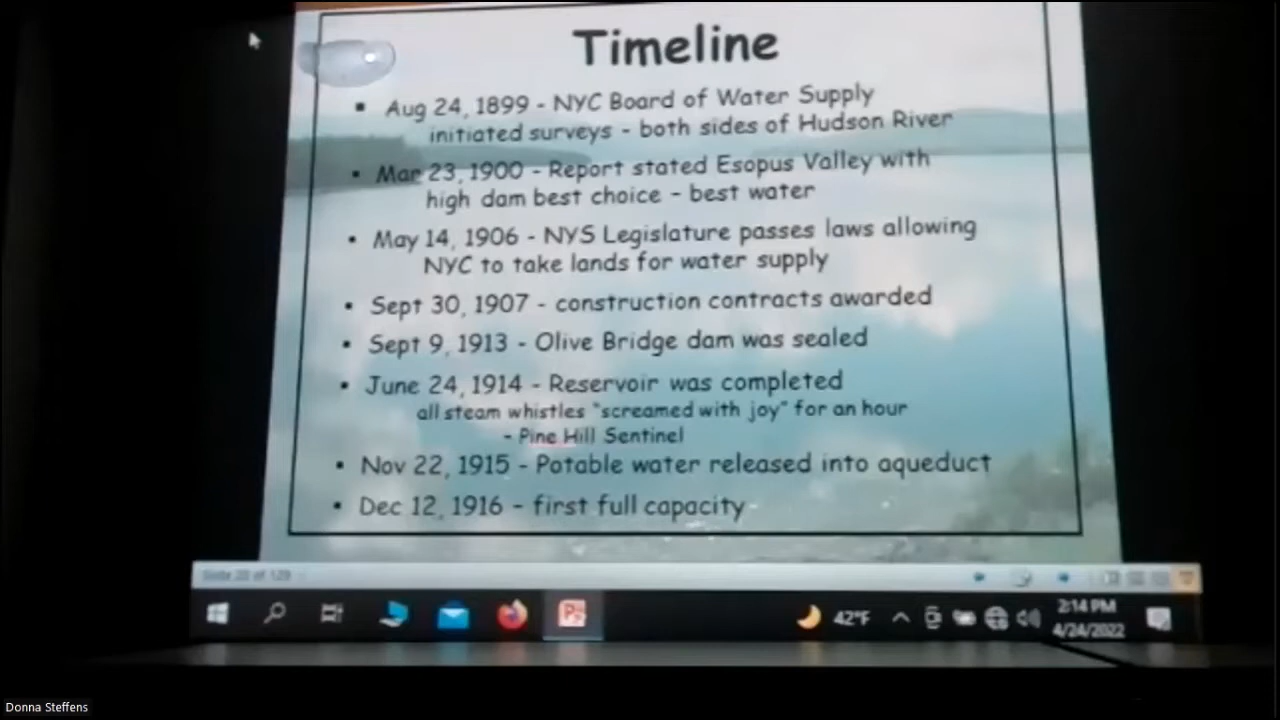 Timeline
▪ Aug 24, 1899 - NYC Board of Water Supply
initiated surveys - both sides of Hudson River
• Mar 23, 1900 - Report stated Esopus Valley with
high dam best choice - best water
• May 14, 1906 - NYS Legislature passes laws allowing
NYC to take lands for water supply
• Sept 30, 1907 - construction contracts awarded
• Sept 9, 1913 - Olive Bridge dam was sealed
• June 24, 1914 - Reservoir was completed
all steam whistles "screamed with joy" for an hour
- Pine Hill Sentinel
• Nov 22, 1915 - Potable water released into aqueduct
• Dec 12, 1916 - first full capacity
Slide of 129
42°F
2:14 PM
4/24/2022
Donna Steffens